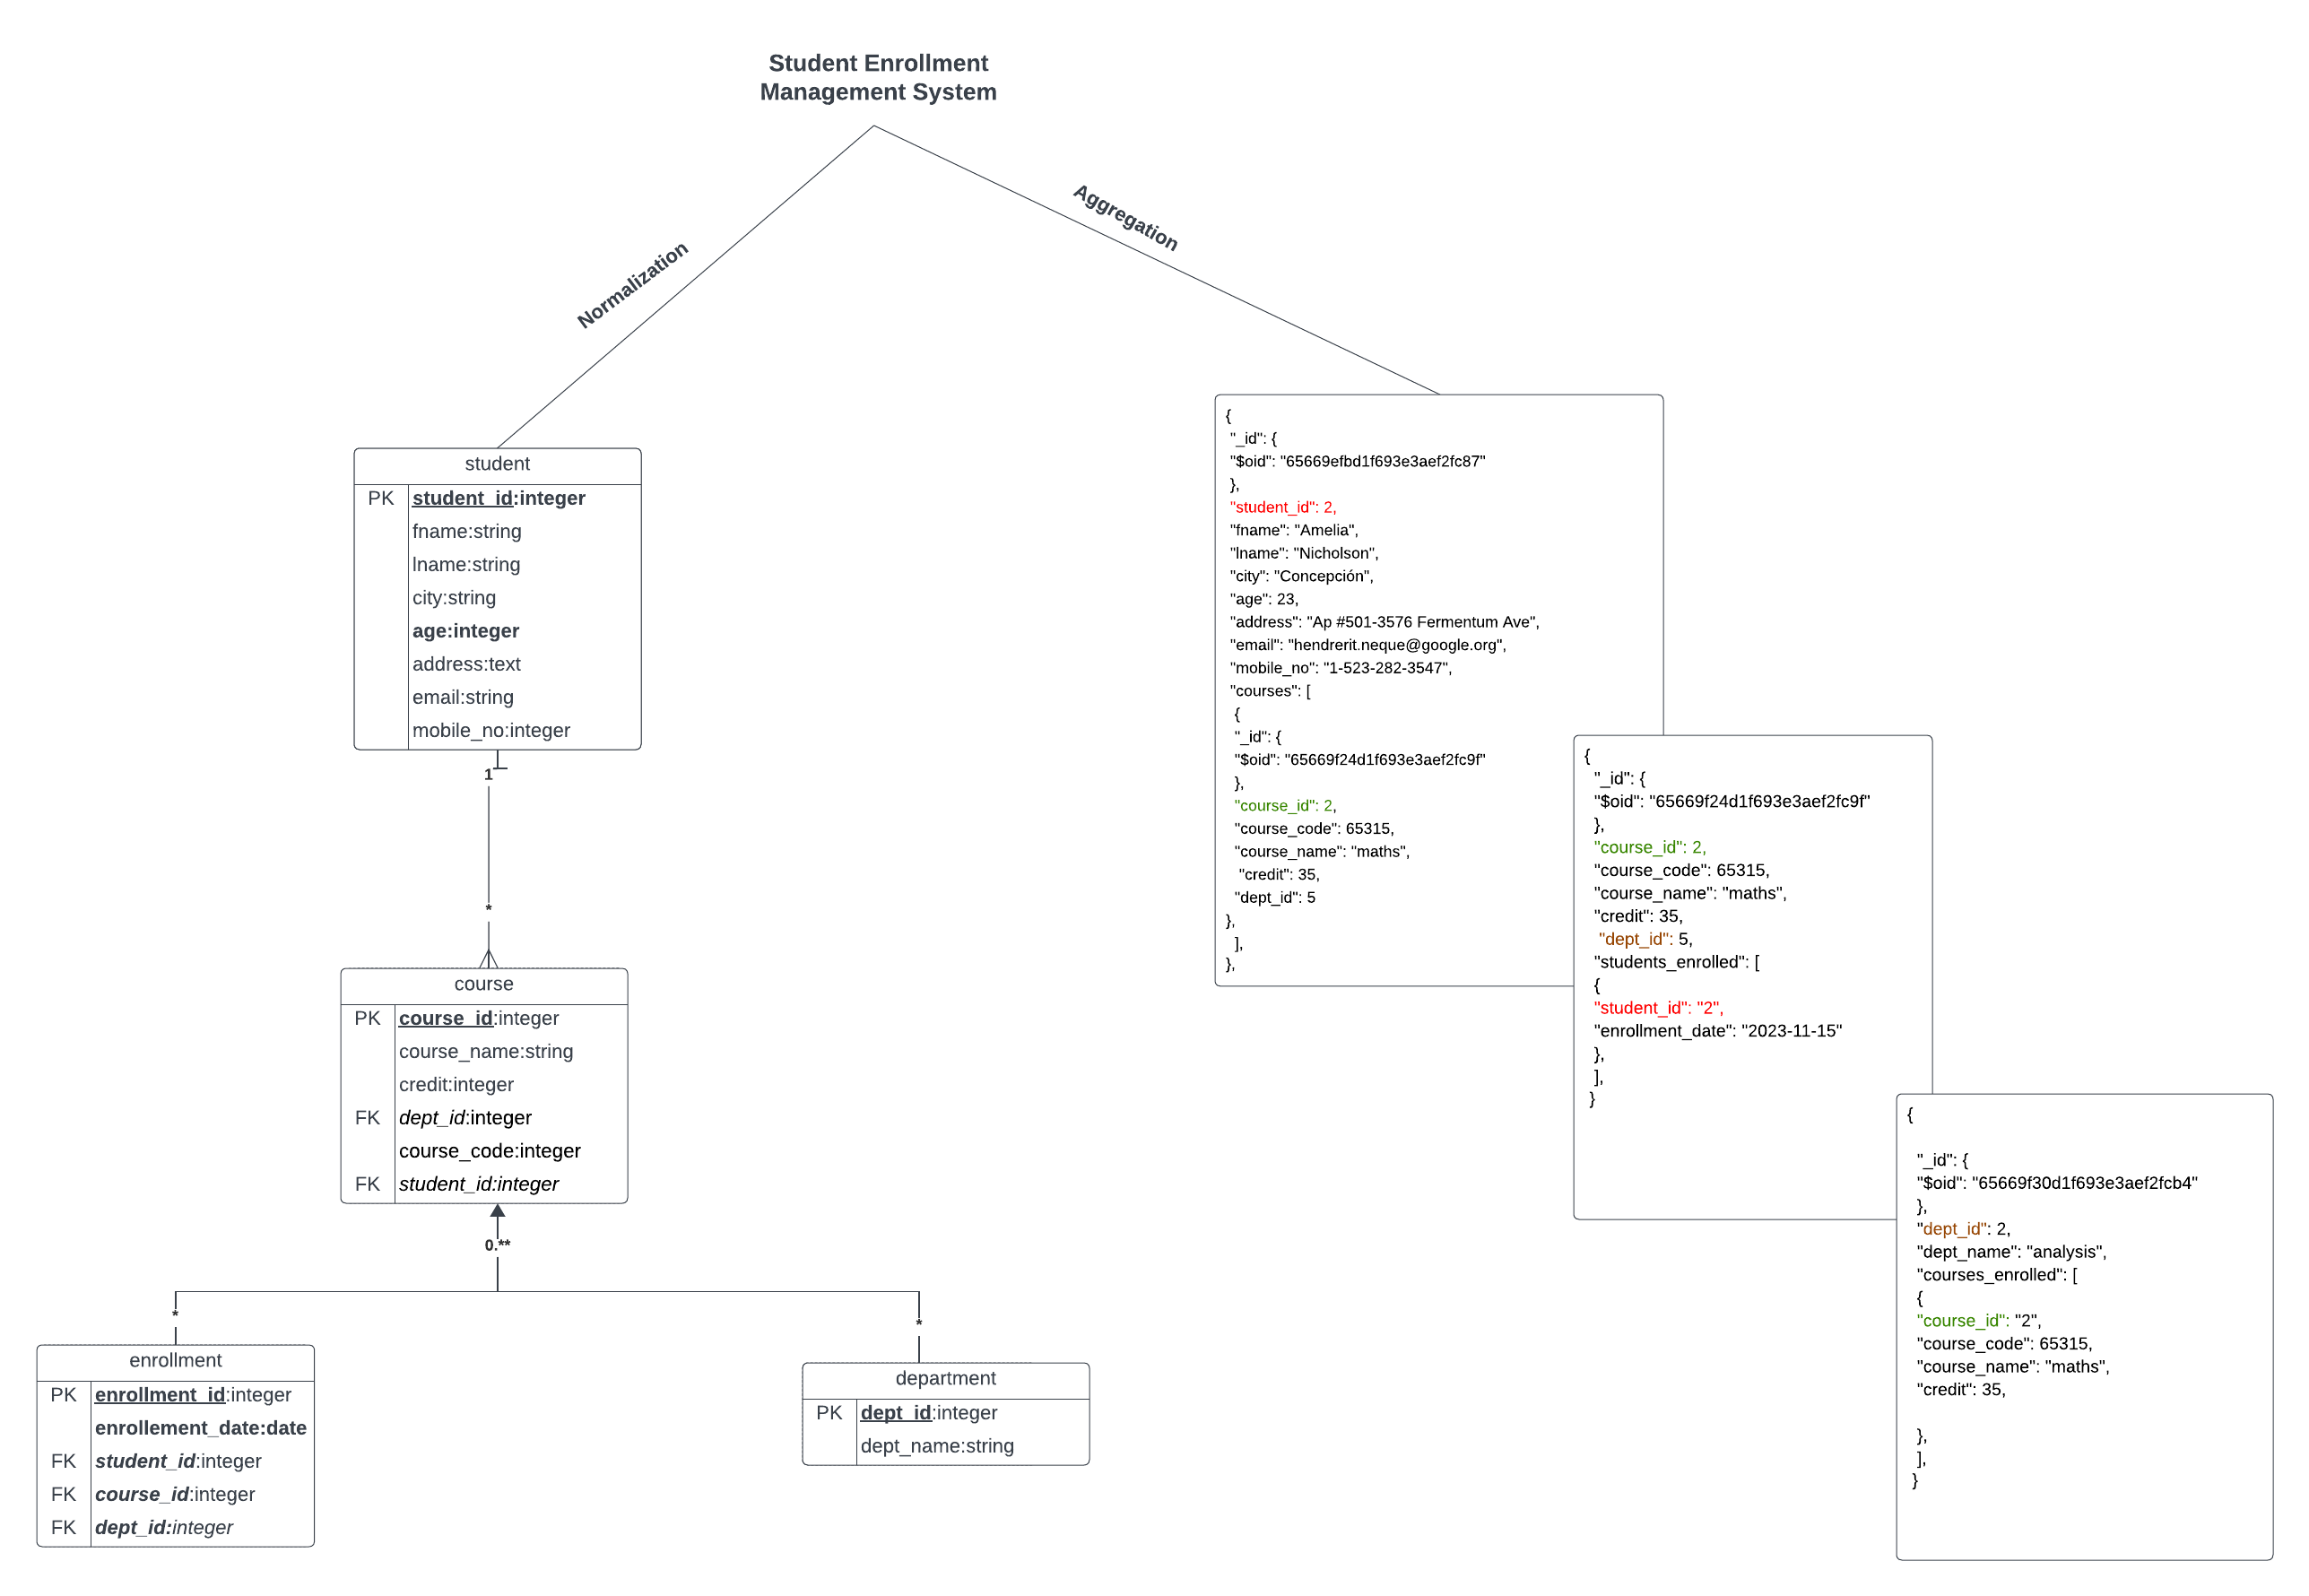 Student Enrollment
Management System
Normalization
Aggregation
student
PK student_id:integer
fname:string
lname:string
city:string
age:integer
address:text
email:string
mobile_no:integer
1
*
course
PK course_id:integer
course_name:string
credit:integer
FK dept_id:integer
course_code:integer
FK student_id:integer
0.**
*
*
enrollment
PK enrollment_id:integer
enrollement_date:date
FK student_id:integer
FK course_id:integer
FK dept_id:integer
department
PK dept_id:integer
dept_name:string
{
"_id": {
"$oid": "65669efbd1f693e3aef2fc87"
},
"student_id": 2,
"fname": "Amelia",
"lname": "Nicholson",
"city": "Concepción",
"age": 23,
"address": "Ap #501-3576 Fermentum Ave",
"email": "hendrerit.neque@google.org",
"mobile_no": "1-523-282-3547",
"courses": [
{
"_id": {
"$oid": "65669f24d1f693e3aef2fc9f"
},
"course_id": 2,
"course_code": 65315,
"course_name": "maths",
"credit": 35,
"dept_id": 5
},
],
},
{
"_id": {
"$oid": "65669f24d1f693e3aef2fc9f"
},
"course_id": 2,
"course_code": 65315,
"course_name": "maths",
"credit": 35,
"dept_id": 5,
"students_enrolled": [
{
"student_id": "2",
"enrollment_date": "2023-11-15"
},
],
}
{
"_id": {
"$oid": "65669f30d1f693e3aef2fcb4"
},
"dept_id": 2,
"dept_name": "analysis",
"courses_enrolled": [
{
"course_id": "2",
"course_code": 65315,
"course_name": "maths",
"credit": 35,
},
],
}